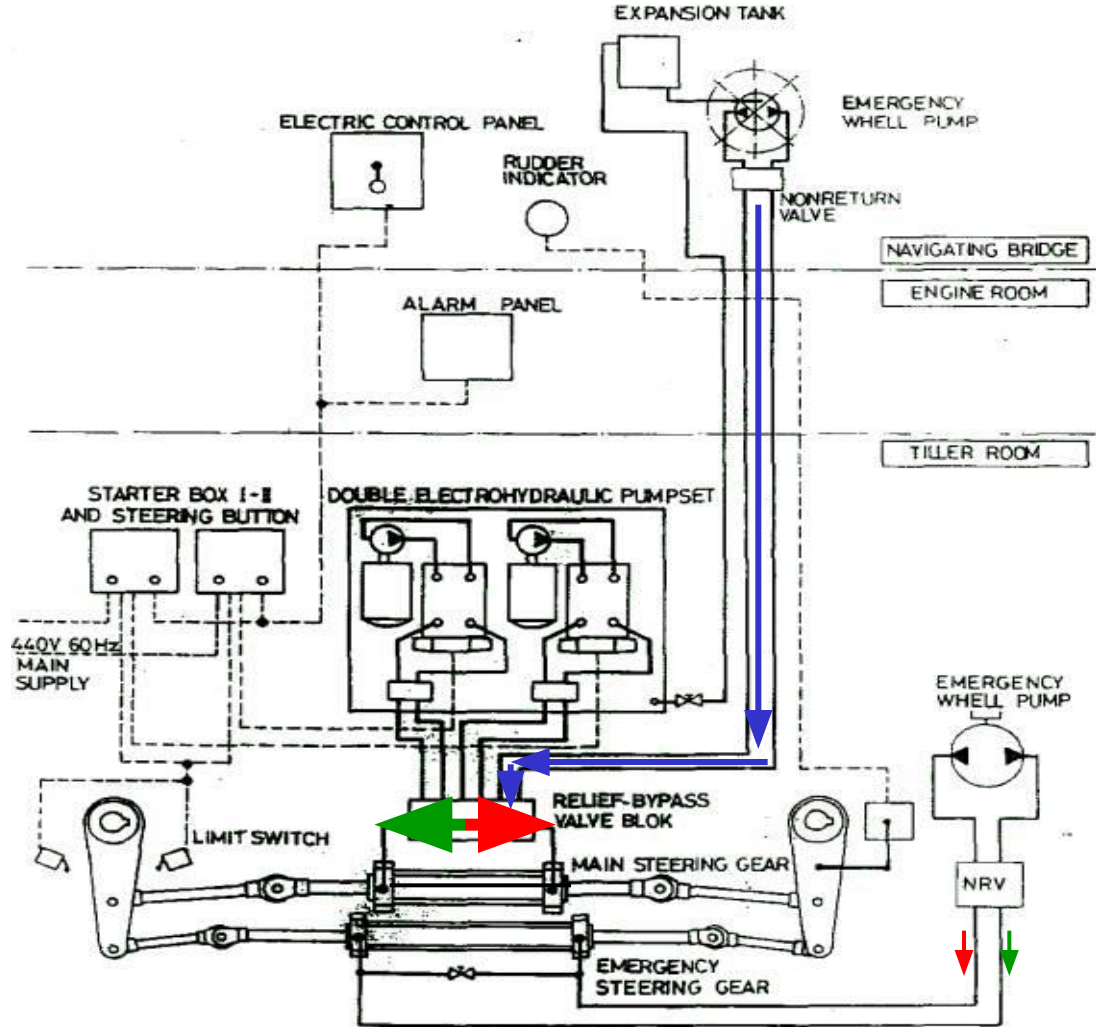 EXPANSION TANK
EMERGENCY
WHELL PUMP
ELECTRIC CONTROL PANEL
RUDDER
INDICATOR
NONRETURN
VALVE
NAVIGATING BRIDGE
ENGINE ROOM
ALARM PANEL
TILLER ROOM
STARTER BOX I-II
AND STEERING BUTTON
DOUBLE ELECTROHYDRAULIC PUMPSET
440V 60Hz
MAIN
SUPPLY
EMERGENCY
WHELL PUMP
RELIEF-BYPASS
VALVE BLOK
LIMIT SWITCH
MAIN STEERING GEAR
NRV
EMERGENCY
STEERING GEAR